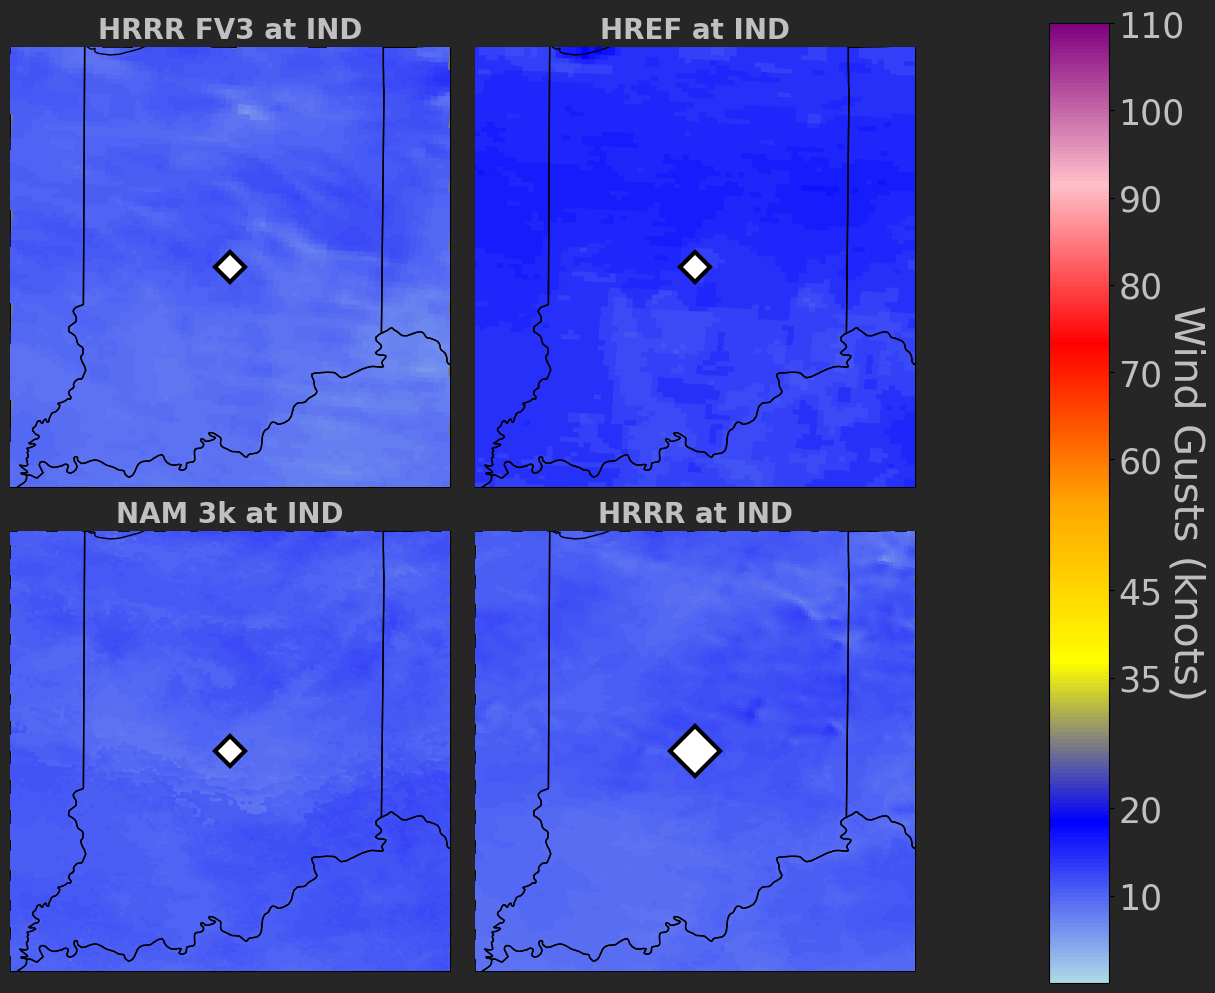 HRRR FV3 at IND
HREF at IND
NAM 3k at IND
HRRR at IND
110
100
90
80
70
60
45
35
20
10
Wind Gusts (knots)